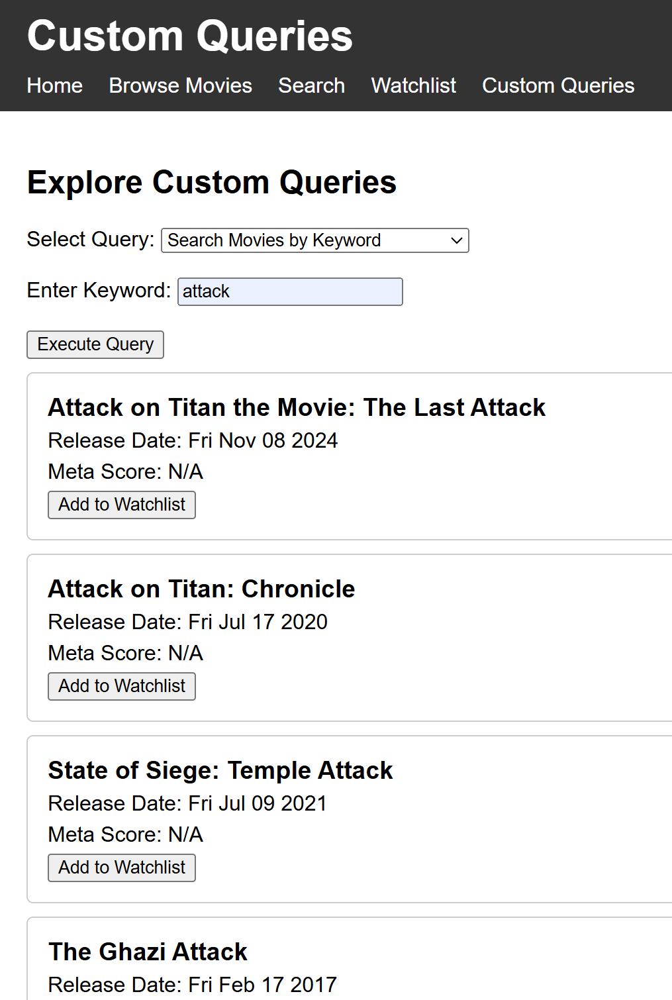 Custom Queries
Home Browse Movies Search Watchlist Custom Queries
Explore Custom Queries
Select Query: Search Movies by Keyword
Enter Keyword: attack
Execute Query
Attack on Titan the Movie: The Last Attack
Release Date: Fri Nov 08 2024
Meta Score: N/A
Add to Watchlist
Attack on Titan: Chronicle
Release Date: Fri Jul 17 2020
Meta Score: N/A
Add to Watchlist
State of Siege: Temple Attack
Release Date: Fri Jul 09 2021
Meta Score: N/A
Add to Watchlist
The Ghazi Attack
Release Date: Fri Feb 17 2017